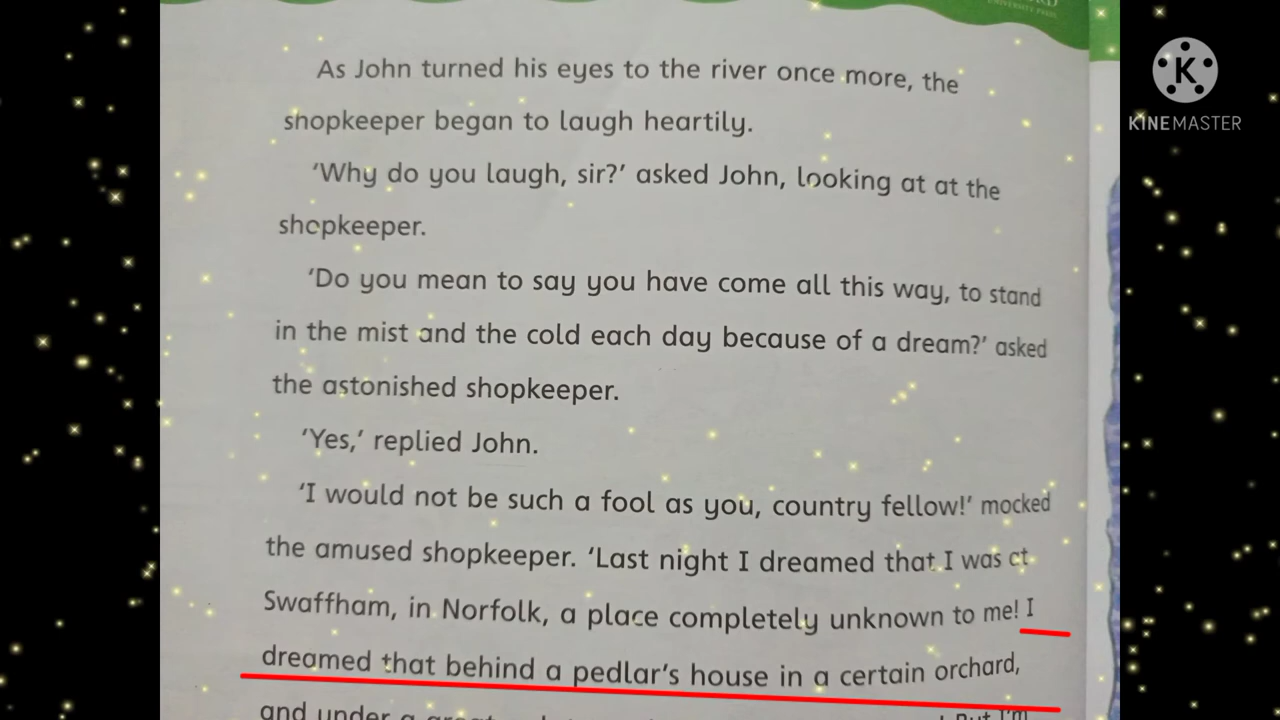 UNIVERSITY PRESS
KINEMASTER
As John turned his eyes to the river once more, the
shopkeeper began to laugh heartily.
'Why do you laugh, sir?' asked John, looking at at the
shopkeeper.
'Do you mean to say you have come all this way, to stand
in the mist and the cold each day because of a dream?' asked
the astonished shopkeeper.
'Yes,' replied John.
'I would not be such a fool as you, country fellow!' mocked
the amused shopkeeper. 'Last night I dreamed that I was at
Swaffham, in Norfolk, a place completely unknown to me! I
dreamed that behind a pedlar's house in a certain orchard,
and under a great